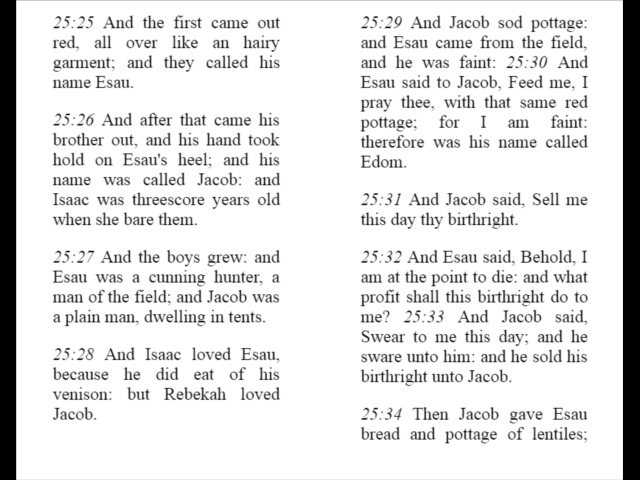 25:25 And the first came out
red, all over like an hairy
garment; and they called his
name Esau.
25:26 And after that came his
brother out, and his hand took
hold on Esau's heel; and his
name was called Jacob: and
Isaac was threescore years old
when she bare them.
25:27 And the boys grew: and
Esau was a cunning hunter, a
man of the field; and Jacob was
a plain man, dwelling in tents.
25:28 And Isaac loved Esau,
because he did eat of his
venison: but Rebekah loved
Jacob.
25:29 And Jacob sod pottage:
and Esau came from the field,
and he was faint: 25:30 And
Esau said to Jacob, Feed me, I
pray thee, with that same red
pottage; for I am faint:
therefore was his name called
Edom.
25:31 And Jacob said, Sell me
this day thy birthright.
25:32 And Esau said, Behold, I
am at the point to die: and what
profit shall this birthright do to
me? 25:33 And Jacob said,
Swear to me this day; and he
sware unto him: and he sold his
birthright unto Jacob.
25:34 Then Jacob gave Esau
bread and pottage of lentiles;